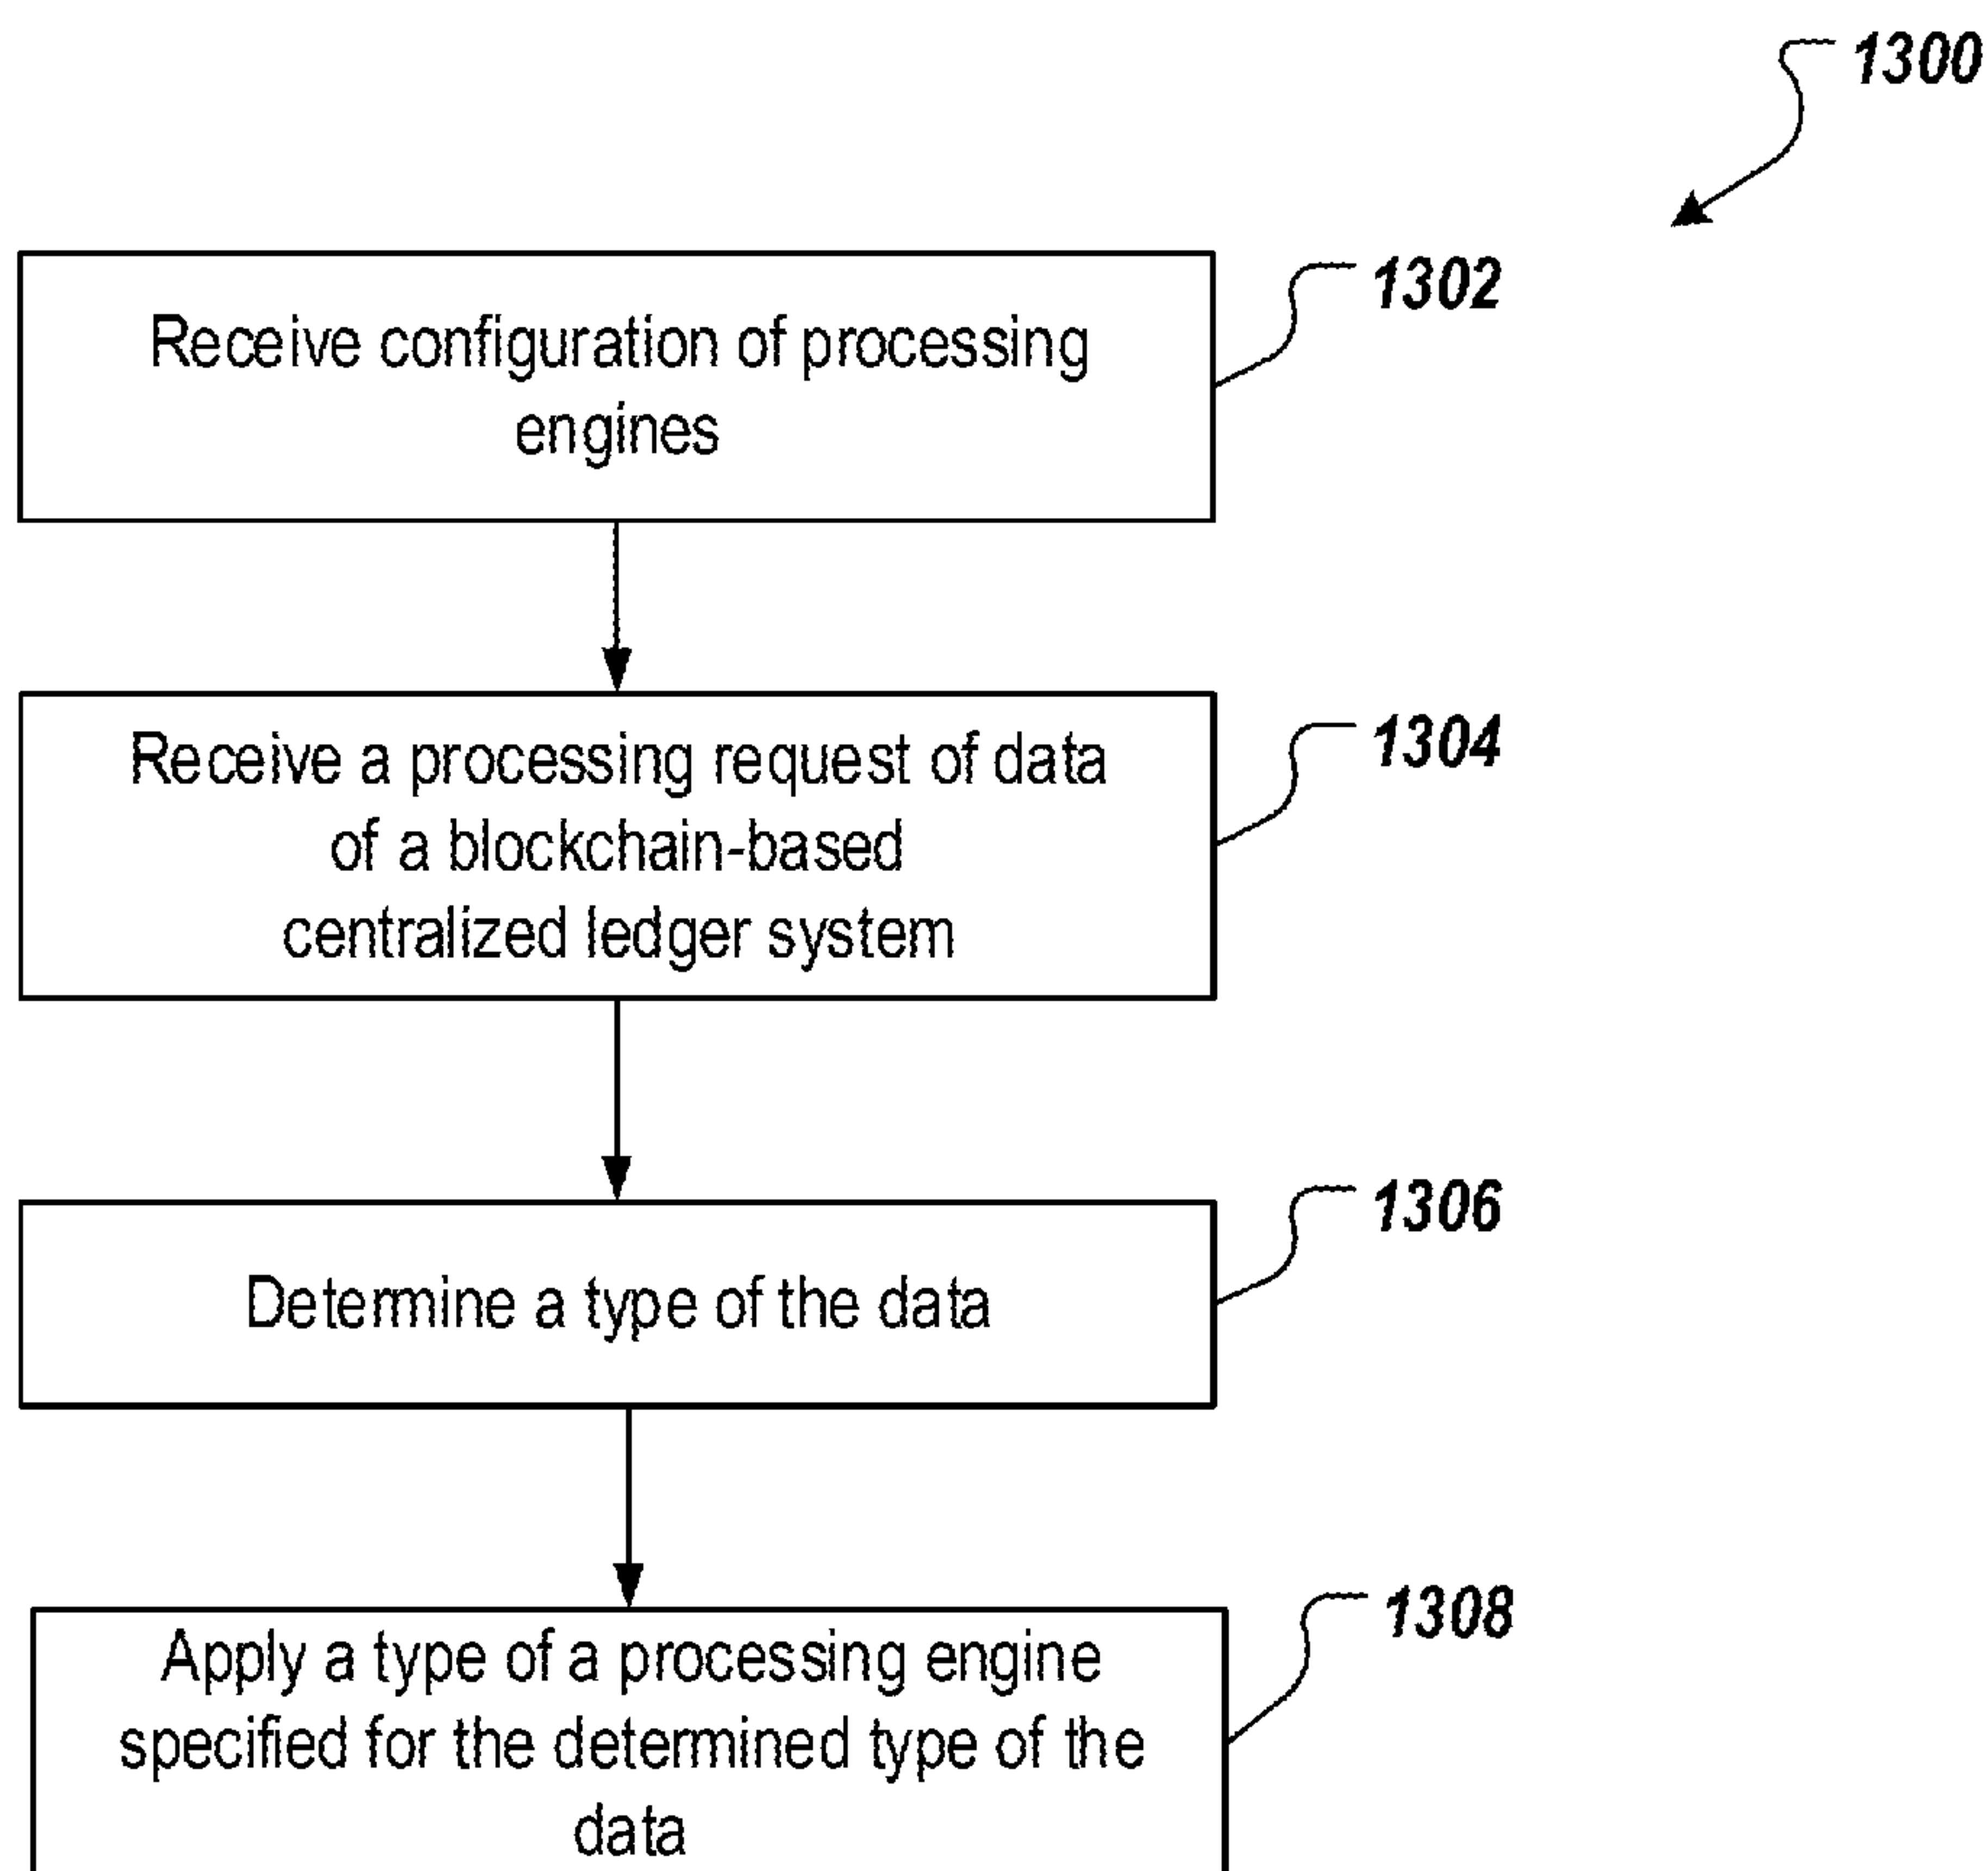 1300
Receive configuration of processing
engines
1302
Receive a processing request of data
of a blockchain-based
centralized ledger system
1304
Determine a type of the data
1306
Apply a type of a processing engine
specified for the determined type of the
data
1308